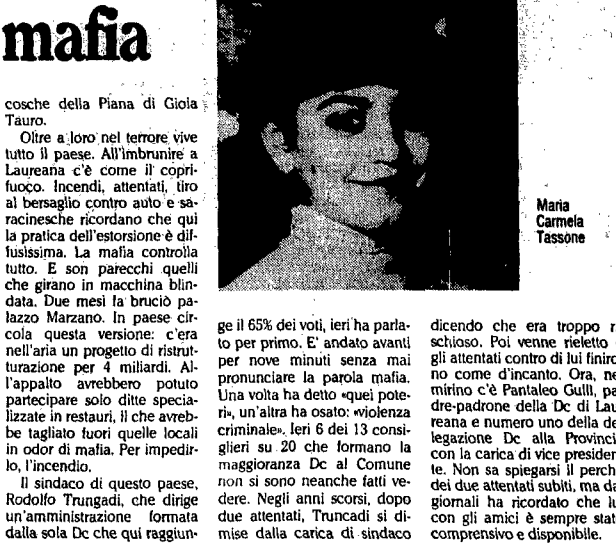 mafia
cosche della Piana di Gioia
Tauro.
Oltre a loro nel terrore vive
tutto il paese. All'imbrunire a
Laureana c'è come il copri-
fuoco. Incendi, attentati, tiro
al bersaglio contro auto e sa-
racinesche ricordano che qui
la pratica dell'estorsione è dif-
fusissima. La mafia controlla
tutto. E son parecchi quelli
che girano in macchina blin-
data. Due mesi fa bruciò pa-
lazzo Marzano. In paese cir-
cola questa versione: c'era
nell'aria un progetto di ristrut-
turazione per 4 miliardi. Al-
l'appalto avrebbero potuto
partecipare solo ditte specia-
lizzate in restauri, il che avreb-
be tagliato fuori quelle locali
in odor di mafia. Per impedir-
lo, l'incendio.
Il sindaco di questo paese,
Rodolfo Trungadi, che dirige
un'amministrazione formata
dalla sola Dc che qui raggiun-
Maria
Carmela
Tassone
ge il 65% dei voti, ieri ha parla-
to per primo. E' andato avanti
per nove minuti senza mai
pronunciare la parola mafia.
Una volta ha detto «quei pote-
ri», un'altra ha osato: «violenza
criminale». Ieri 6 dei 13 consi-
glieri su 20 che formano la
maggioranza Dc al Comune
non si sono neanche fatti ve-
dere. Negli anni scorsi, dopo
due attentati, Truncadi si di-
mise dalla carica di sindaco
dicendo che era troppo r
schioso. Poi venne rieletto
gli attentati contro di lui finiro
no come d'incanto. Ora, ne
mirino c'è Pantaleo Gulli, pa
dre-padrone della Dc di Lau
reana e numero uno della de
legazione Dc alla Provinci
con la carica di vice presiden
te. Non sa spiegarsi il perch
dei due attentati subiti, ma da
giornali ha ricordato che lu
con gli amici è sempre stat
comprensivo e disponibile.